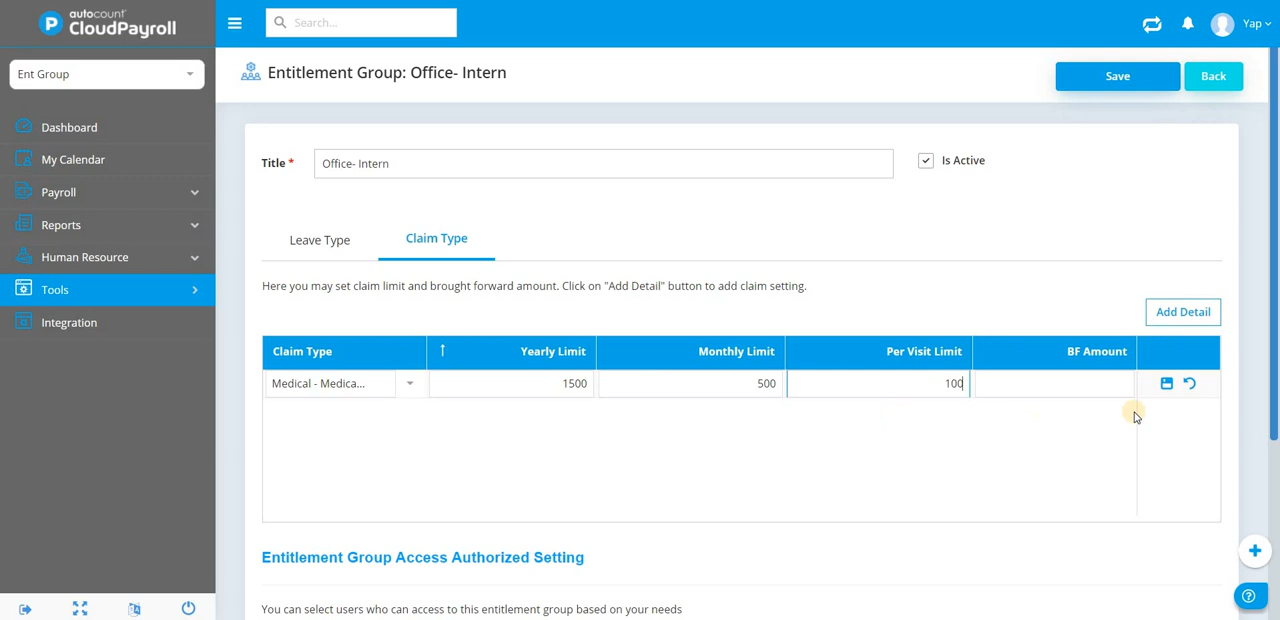 autocount
P CloudPayroll
Search...
Yap
Ent Group
Entitlement Group: Office- Intern
Save
Back
Dashboard
My Calendar
Payroll
Reports
Human Resource
Tools
Integration
Title *
Office- Intern
Is Active
Leave Type
Claim Type
Here you may set claim limit and brought forward amount. Click on "Add Detail" button to add claim setting.
Add Detail
Claim Type ↑ Yearly Limit Monthly Limit Per Visit Limit BF Amount
Medical - Medica... 1500 500 100
Entitlement Group Access Authorized Setting
You can select users who can access to this entitlement group based on your needs